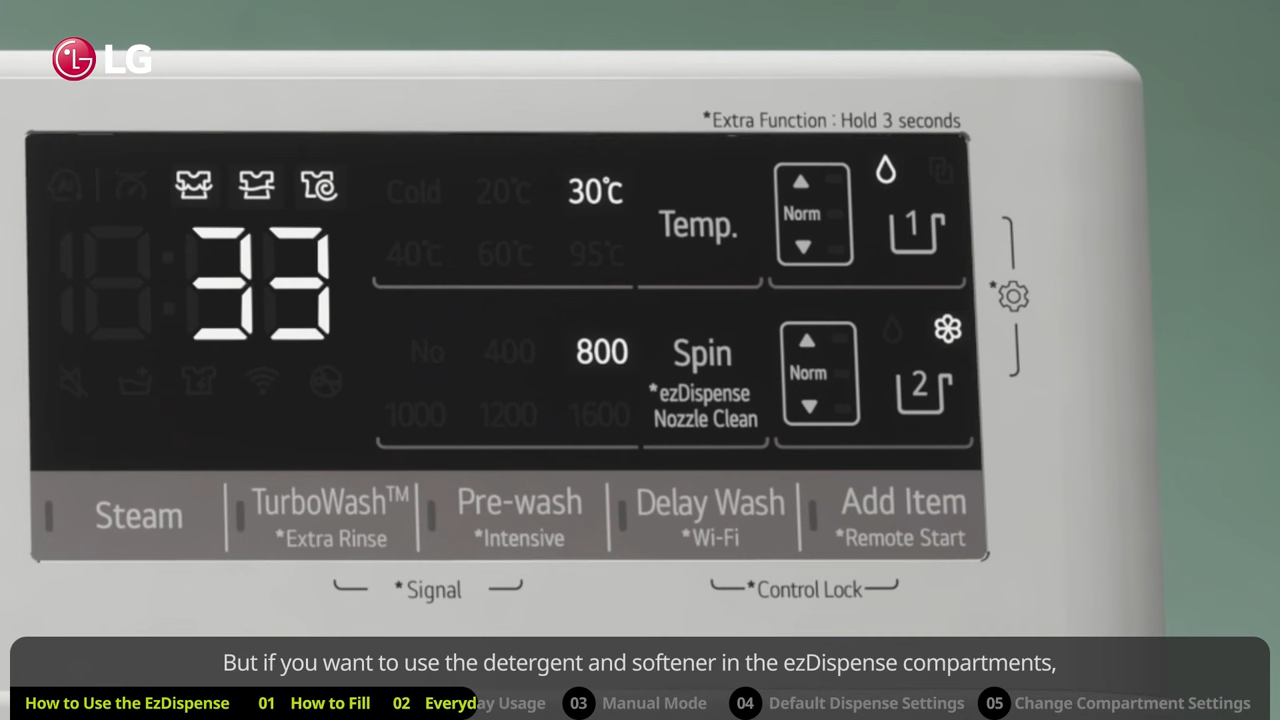 LG
*Extra Function : Hold 3 seconds
Cold 20℃ 30℃
40℃ 60℃ 95℃
Temp.
Norm
1
33
No 400 800
1000 1200 1600
Spin
*ezDispense
Nozzle Clean
Norm
2
*
Steam
TurboWash™
*Extra Rinse
Pre-wash
*Intensive
Delay Wash
*Wi-Fi
Add Item
*Remote Start
*Signal
*Control Lock
But if you want to use the detergent and softener in the ezDispense compartments,
How to Use the EzDispense 01 How to Fill 02 Everyday Usage 03 Manual Mode 04 Default Dispense Settings 05 Change Compartment Settings